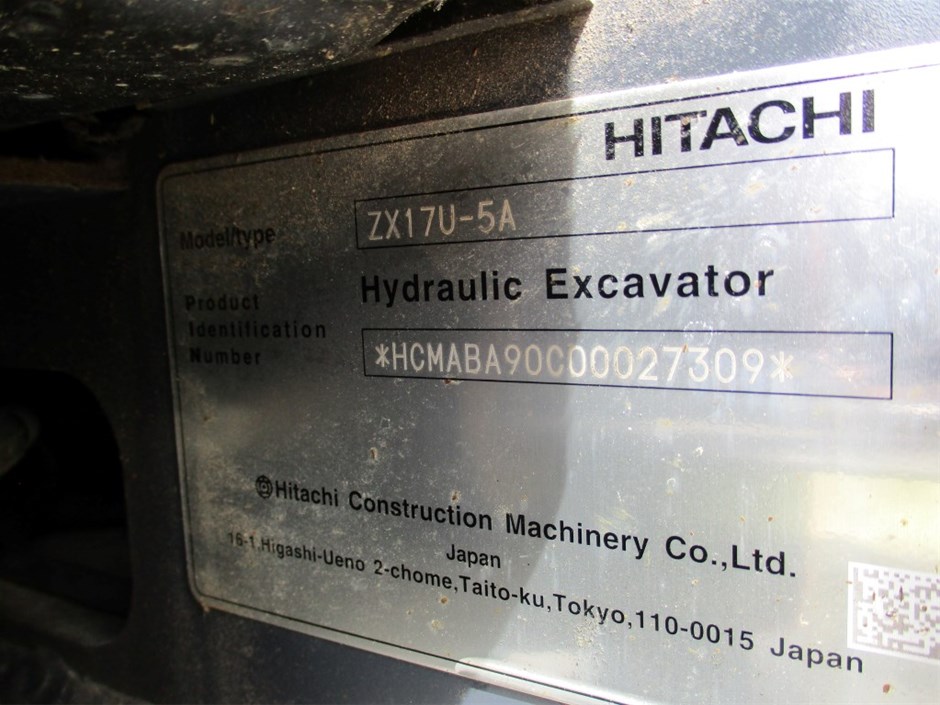 HITACHI
Model/type ZX17U-5A
Hydraulic Excavator
Product
Identification
Number *HCMABA90C00027309*
Hitachi Construction Machinery Co.,Ltd.
Japan
16-1,Higashi-Ueno 2-chome,Taito-ku,Tokyo,110-0015 Japan